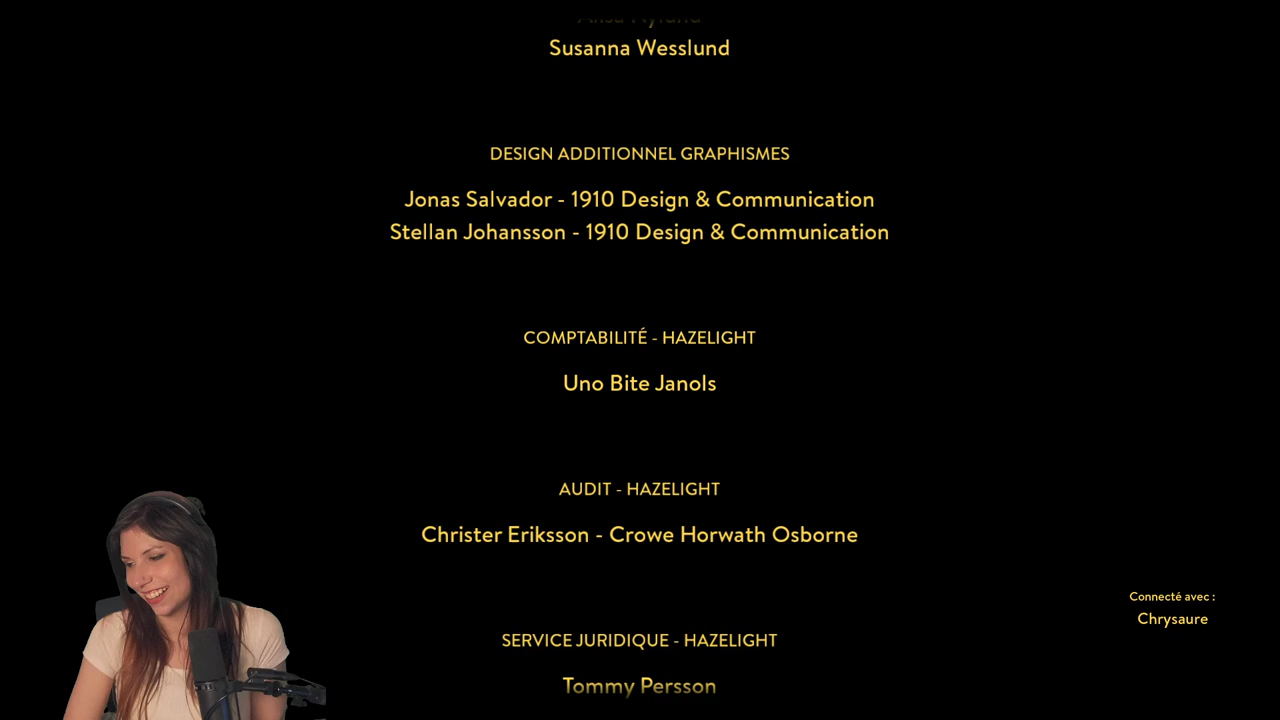 Susanna Wesslund
DESIGN ADDITIONNEL GRAPHISMES
Jonas Salvador - 1910 Design & Communication
Stellan Johansson - 1910 Design & Communication
COMPTABILITÉ - HAZELIGHT
Uno Bite Janols
AUDIT - HAZELIGHT
Christer Eriksson - Crowe Horwath Osborne
Connecté avec :
Chrysaure
SERVICE JURIDIQUE - HAZELIGHT
Tommy Persson